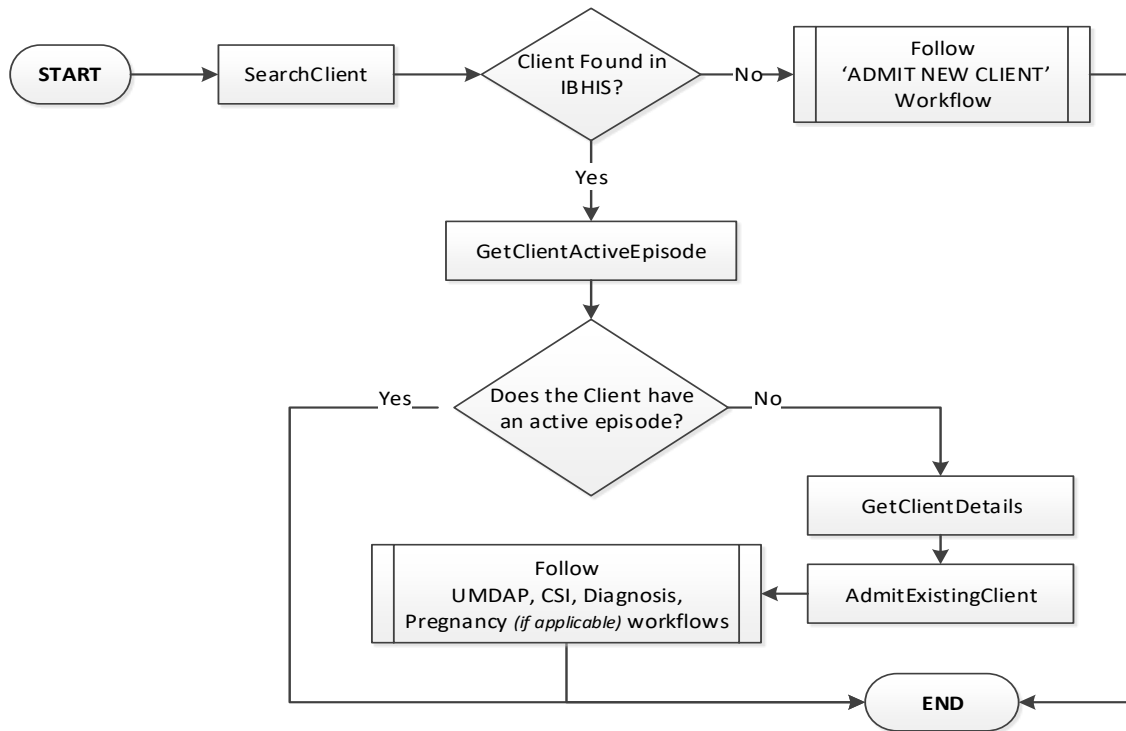 START
SearchClient
Client Found in
IBHIS?
No
Follow
‘ADMIT NEW CLIENT’
Workflow
Yes
GetClientActiveEpisode
Does the Client have
an active episode?
Yes
No
GetClientDetails
AdmitExistingClient
Follow
UMDAP, CSI, Diagnosis,
Pregnancy (if applicable) workflows
END